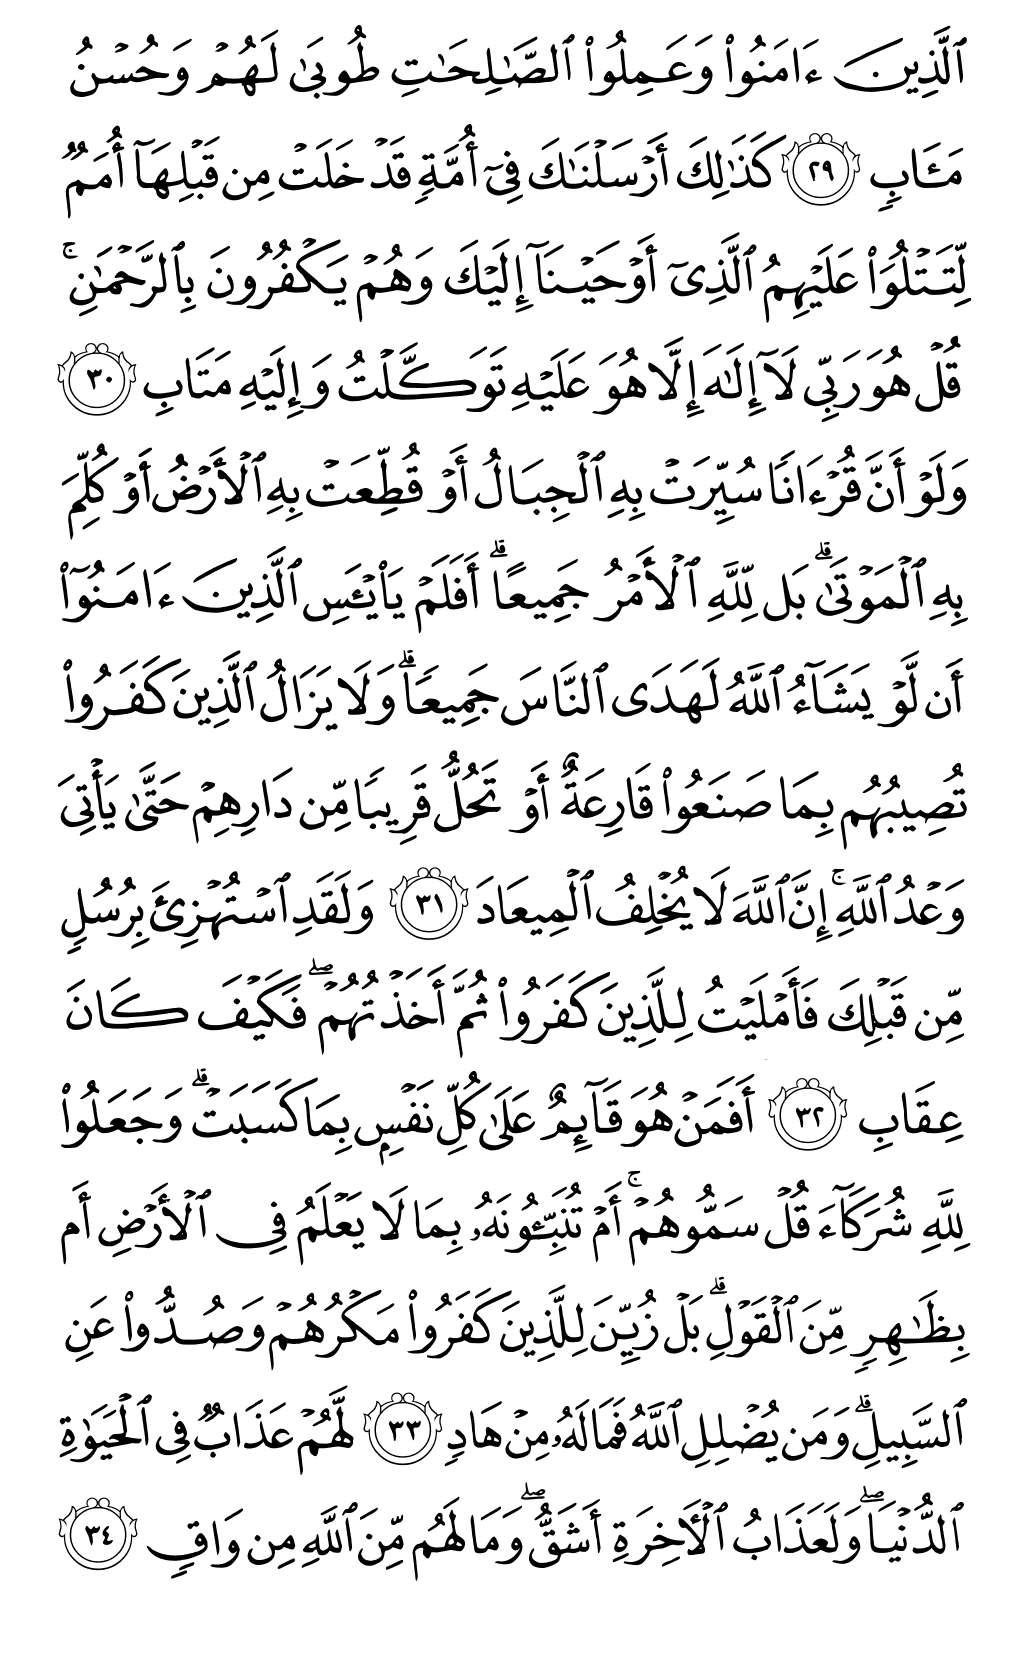 ٱلَّذِينَ ءَامَنُوا۟ وَعَمِلُوا۟ ٱلصَّـٰلِحَـٰتِ طُوبَىٰ لَهُمْ وَحُسْنُ
مَـَٔابٍ ٢٩ كَذَٰلِكَ أَرْسَلْنَـٰكَ فِىٓ أُمَّةٍ قَدْ خَلَتْ مِن قَبْلِهَآ أُمَمٌ
لِّتَتْلُوَا۟ عَلَيْهِمُ ٱلَّذِىٓ أَوْحَيْنَآ إِلَيْكَ وَهُمْ يَكْفُرُونَ بِٱلرَّحْمَـٰنِ ۚ
قُلْ هُوَ رَبِّى لَآ إِلَـٰهَ إِلَّا هُوَ عَلَيْهِ تَوَكَّلْتُ وَإِلَيْهِ مَتَابِ ٣٠
وَلَوْ أَنَّ قُرْءَانًا سُيِّرَتْ بِهِ ٱلْجِبَالُ أَوْ قُطِّعَتْ بِهِ ٱلْأَرْضُ أَوْ كُلِّمَ
بِهِ ٱلْمَوْتَىٰ ۗ بَل لِّلَّهِ ٱلْأَمْرُ جَمِيعًا ۗ أَفَلَمْ يَا۟يْـَٔسِ ٱلَّذِينَ ءَامَنُوٓا۟
أَن لَّوْ يَشَآءُ ٱللَّهُ لَهَدَى ٱلنَّاسَ جَمِيعًا ۗ وَلَا يَزَالُ ٱلَّذِينَ كَفَرُوا۟
تُصِيبُهُم بِمَا صَنَعُوا۟ قَارِعَةٌ أَوْ تَحُلُّ قَرِيبًا مِّن دَارِهِمْ حَتَّىٰ يَأْتِىَ
وَعْدُ ٱللَّهِ ۚ إِنَّ ٱللَّهَ لَا يُخْلِفُ ٱلْمِيعَادَ ٣١ وَلَقَدِ ٱسْتُهْزِئَ بِرُسُلٍ
مِّن قَبْلِكَ فَأَمْلَيْتُ لِلَّذِينَ كَفَرُوا۟ ثُمَّ أَخَذْتُهُمْ ۖ فَكَيْفَ كَانَ
عِقَابِ ٣٢ أَفَمَنْ هُوَ قَآئِمٌ عَلَىٰ كُلِّ نَفْسٍۭ بِمَا كَسَبَتْ ۗ وَجَعَلُوا۟
لِلَّهِ شُرَكَآءَ قُلْ سَمُّوهُمْ ۚ أَمْ تُنَبِّـُٔونَهُۥ بِمَا لَا يَعْلَمُ فِى ٱلْأَرْضِ أَم
بِظَـٰهِرٍ مِّنَ ٱلْقَوْلِ ۗ بَلْ زُيِّنَ لِلَّذِينَ كَفَرُوا۟ مَكْرُهُمْ وَصُدُّوا۟ عَنِ
ٱلسَّبِيلِ ۗ وَمَن يُضْلِلِ ٱللَّهُ فَمَا لَهُۥ مِنْ هَادٍ ٣٣ لَّهُمْ عَذَابٌ فِى ٱلْحَيَوٰةِ
ٱلدُّنْيَا ۖ وَلَعَذَابُ ٱلْـَٔاخِرَةِ أَشَقُّ ۖ وَمَا لَهُم مِّنَ ٱللَّهِ مِن وَاقٍ ٣٤